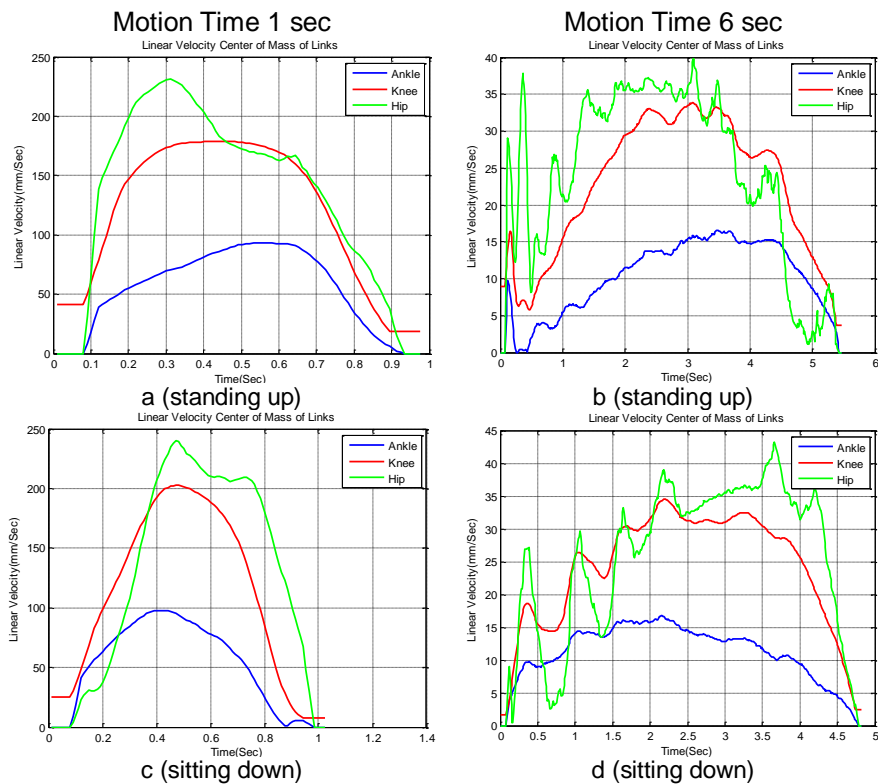 Motion Time 1 sec
Motion Time 6 sec
Linear Velocity Center of Mass of Links
250
200
150
100
50
0
Linear Velocity(mm/Sec)
Ankle
Knee
Hip
0 0.1 0.2 0.3 0.4 0.5 0.6 0.7 0.8 0.9 1
Time(Sec)
a (standing up)
Linear Velocity Center of Mass of Links
40
35
30
25
20
15
10
5
0
Linear Velocity(mm/Sec)
Ankle
Knee
Hip
0 1 2 3 4 5 6
Time(Sec)
b (standing up)
Linear Velocity Center of Mass of Links
250
200
150
100
50
0
Linear Velocity(mm/Sec)
Ankle
Knee
Hip
0 0.2 0.4 0.6 0.8 1 1.2 1.4
Time(Sec)
c (sitting down)
Linear Velocity Center of Mass of Links
45
40
35
30
25
20
15
10
5
0
Linear Velocity(mm/Sec)
Ankle
Knee
Hip
0 0.5 1 1.5 2 2.5 3 3.5 4 4.5 5
Time(Sec)
d (sitting down)